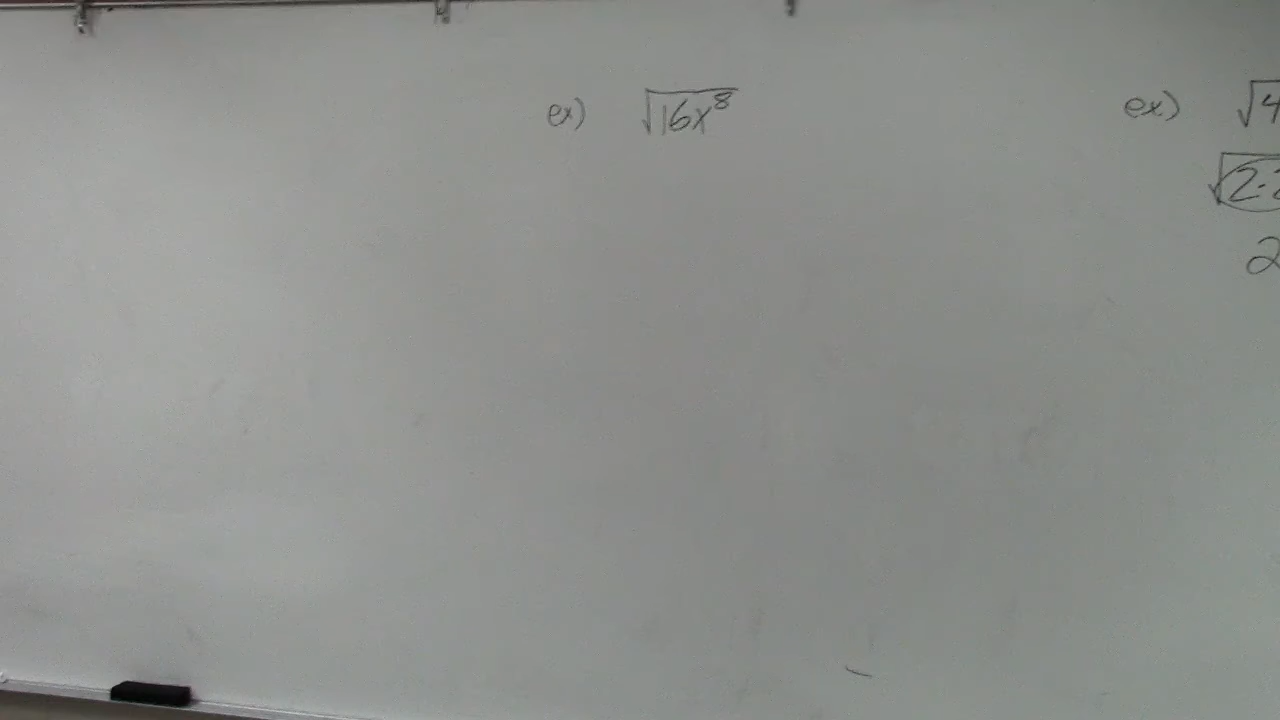 ex) √16x⁸
ex) √4
√2·2
2